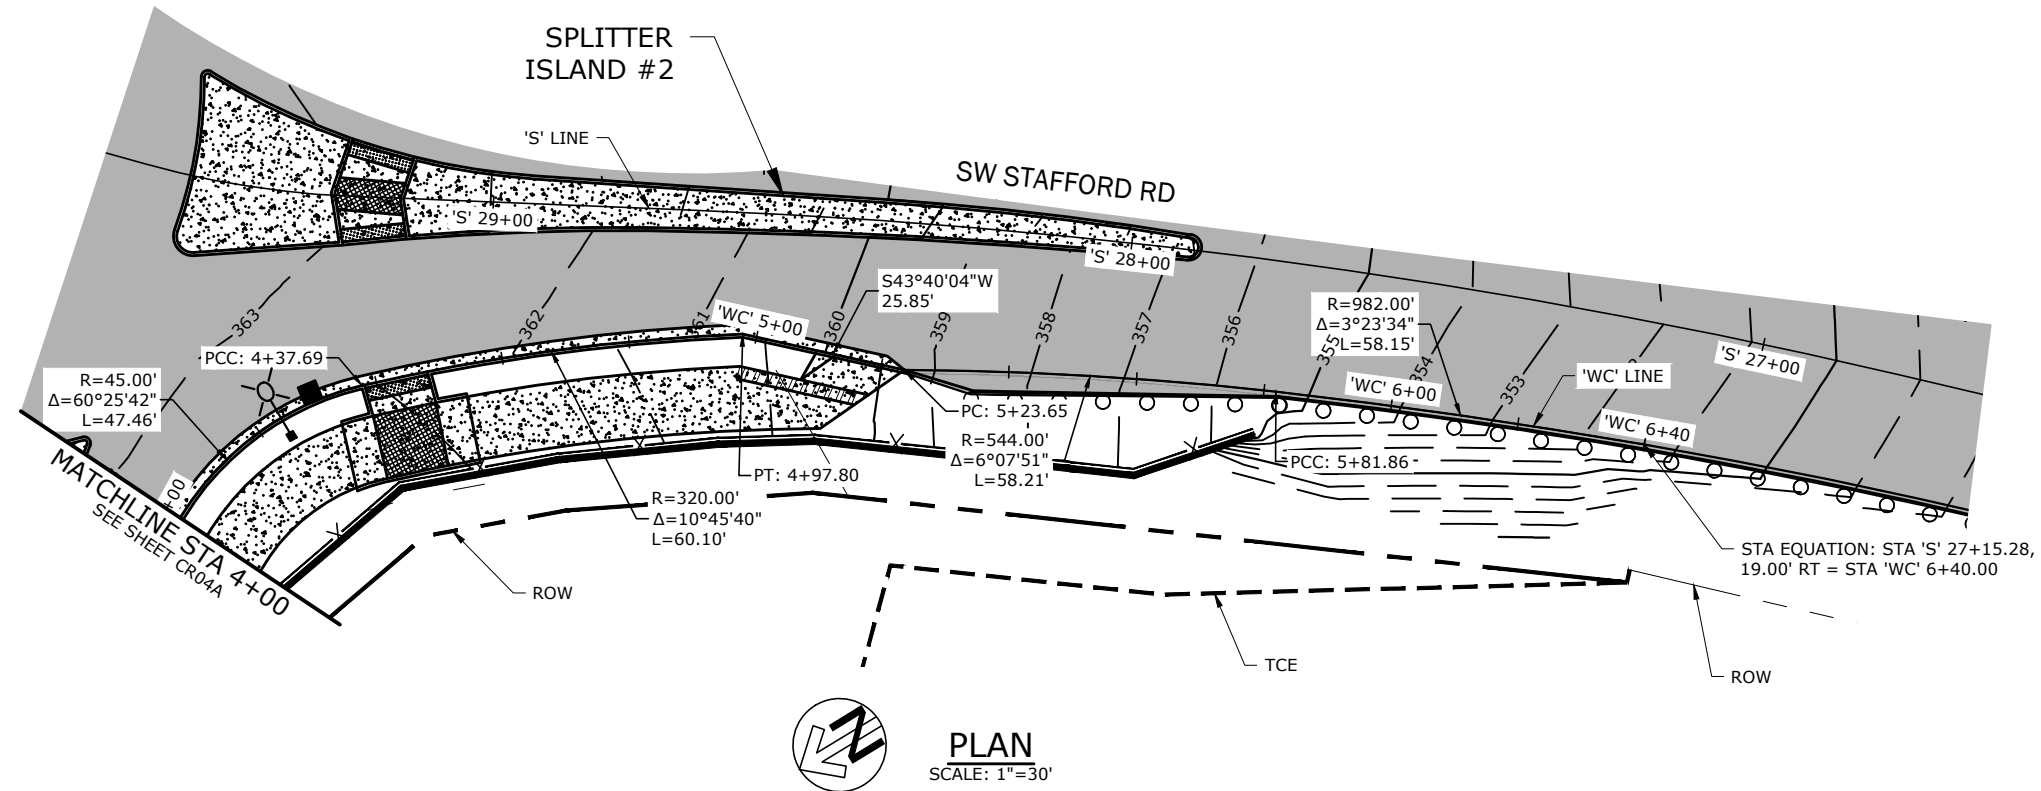 SPLITTER
ISLAND #2
'S' LINE
SW STAFFORD RD
'S' 29+00
'S' 28+00
S43°40'04"W
25.85'
363
362
361
360
359
358
357
356
355
354
353
'WC' 5+00
R=982.00'
Δ=3°23'34"
L=58.15'
'S' 27+00
PCC: 4+37.69
R=45.00'
Δ=60°25'42"
L=47.46'
'WC' 6+00
'WC' LINE
'WC' 6+40
PC: 5+23.65
R=544.00'
Δ=6°07'51"
L=58.21'
PCC: 5+81.86
PT: 4+97.80
R=320.00'
Δ=10°45'40"
L=60.10'
+00
MATCHLINE STA 4+00
SEE SHEET CR04A
STA EQUATION: STA 'S' 27+15.28,
19.00' RT = STA 'WC' 6+40.00
ROW
TCE
ROW
N
PLAN
SCALE: 1"=30'